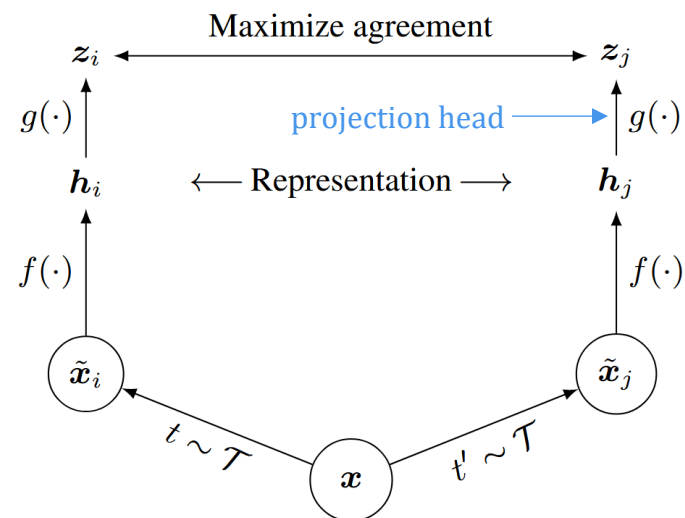 Maximize agreement
z_i z_j
g(·) projection head g(·)
h_i ← Representation → h_j
f(·) f(·)
x̃_i x̃_j
t ~ 𝒯 t' ~ 𝒯
x